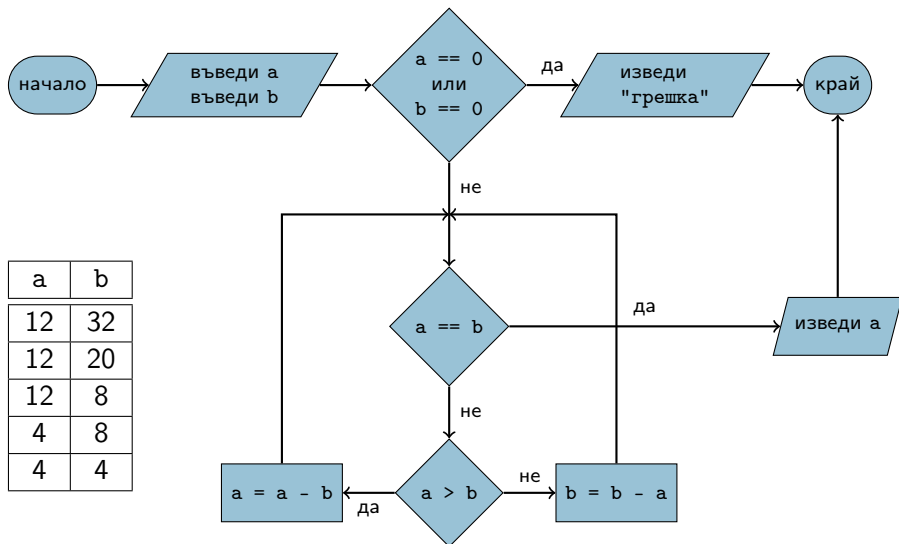 начало
въведи a
въведи b
a == 0
или
b == 0
да
изведи
"грешка"
край
не
a b
12 32
12 20
12 8
4 8
4 4
a == b
да
изведи a
не
a = a - b
да
a > b
не
b = b - a